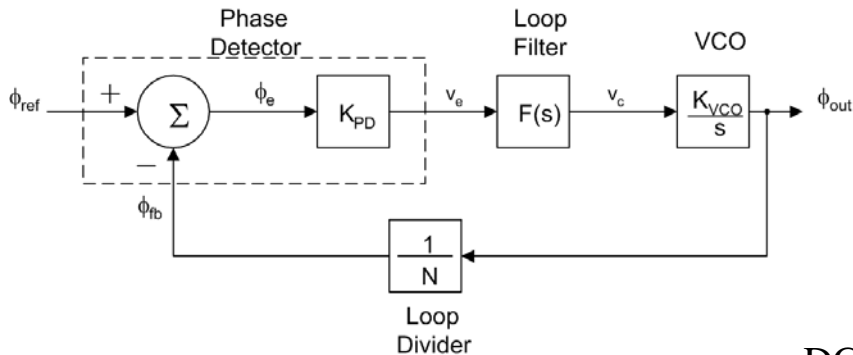 Phase
Detector
Loop
Filter
VCO
ϕref
+
Σ
ϕe
KPD
ve
F(s)
vc
KVCO
s
ϕout
−
ϕfb
1
N
Loop
Divider